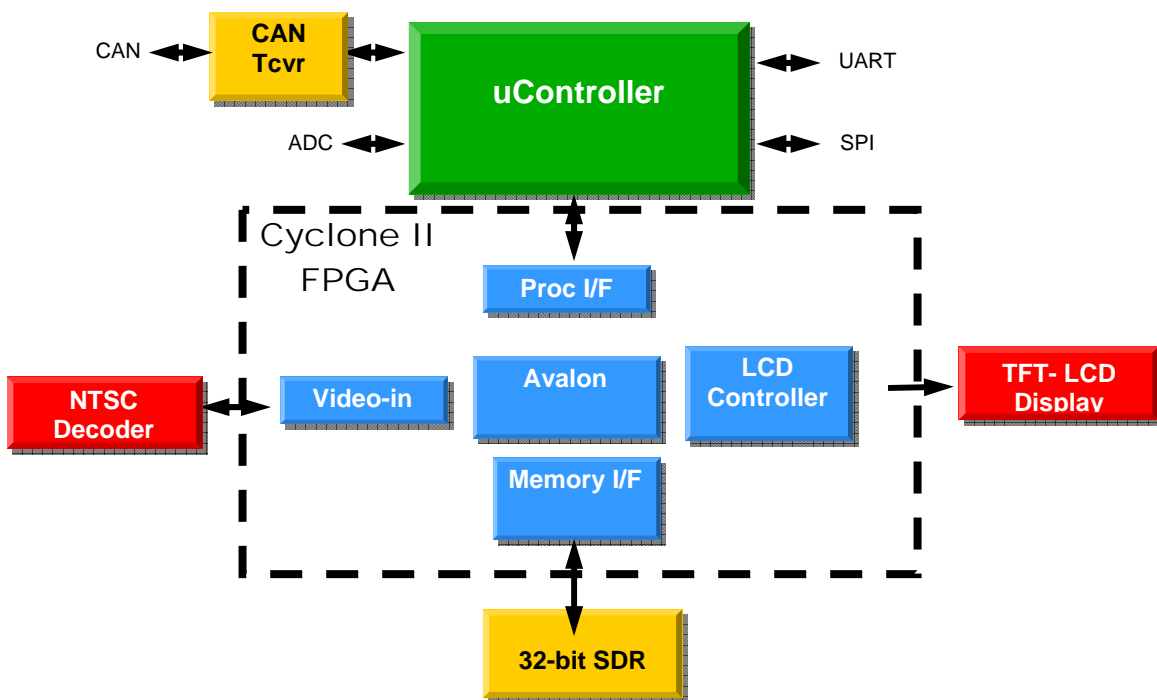 CAN
CAN
Tcvr
uController
UART
ADC
SPI
Cyclone II
FPGA
Proc I/F
NTSC
Decoder
Video-in
Avalon
LCD
Controller
TFT- LCD
Display
Memory I/F
32-bit SDR